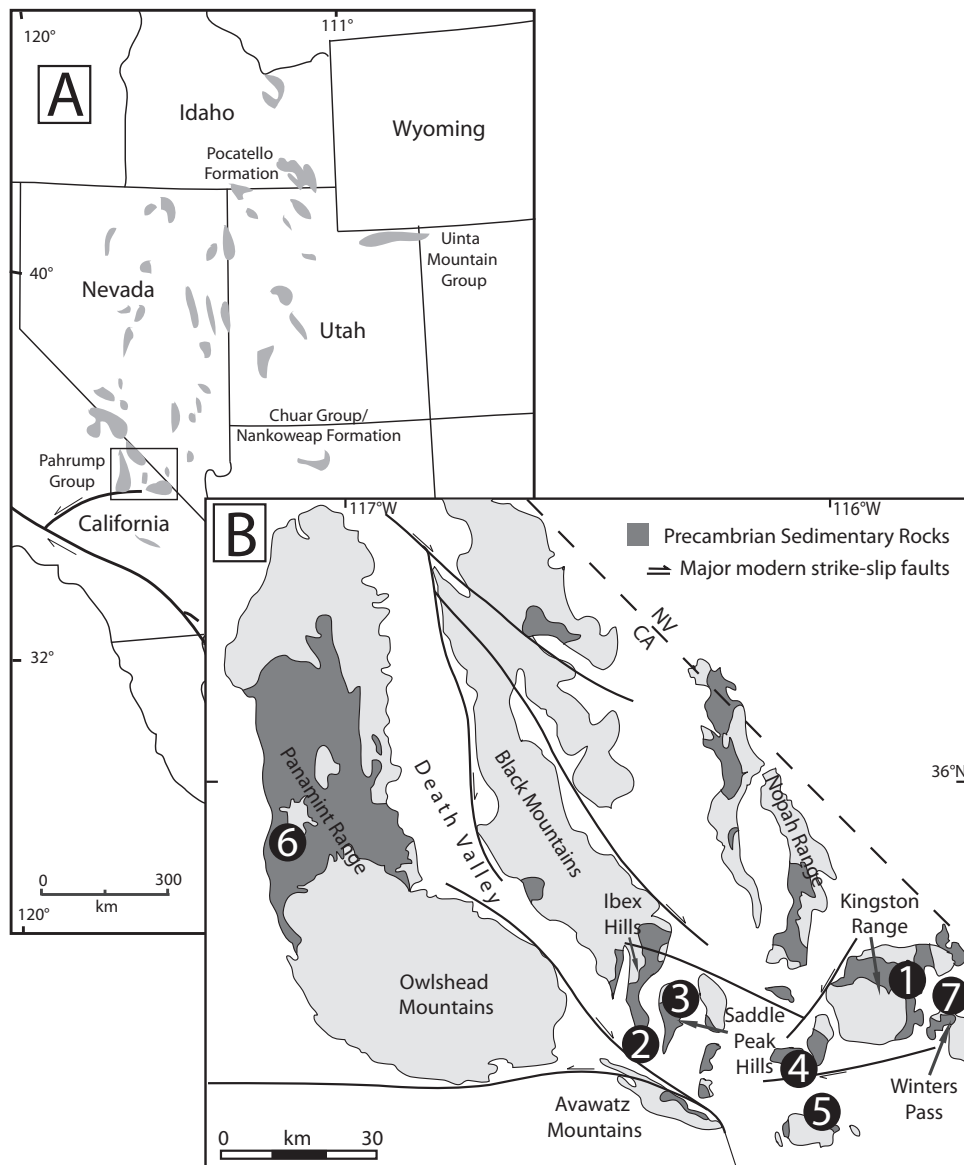 120°
111°
A
Idaho
Wyoming
Pocatello
Formation
Uinta
Mountain
Group
40°
Nevada
Utah
Chuar Group/
Nankoweap Formation
Pahrump
Group
California
32°
0 300
km
120°
B
117°W
116°W
Precambrian Sedimentary Rocks
Major modern strike-slip faults
NV
CA
36°N
Panamint Range
Death Valley
Black Mountains
Nopah Range
6
Ibex
Hills
Kingston
Range
Owlshead
Mountains
1
3
7
2
Saddle
Peak
Hills
4
Winters
Pass
5
Avawatz
Mountains
0 km 30